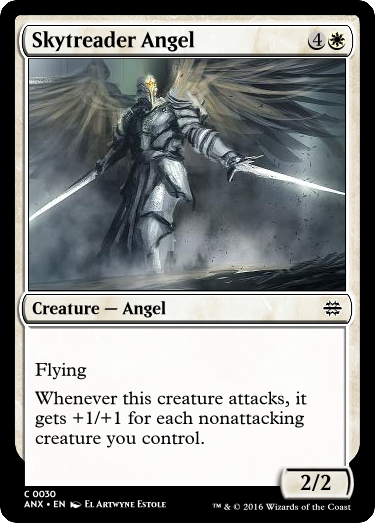 Skytreader Angel 4
Creature — Angel
Flying
Whenever this creature attacks, it
gets +1/+1 for each nonattacking
creature you control.
2/2
C 0030
ANX • EN El Artwyne Estole
™ & © 2016 Wizards of the Coast